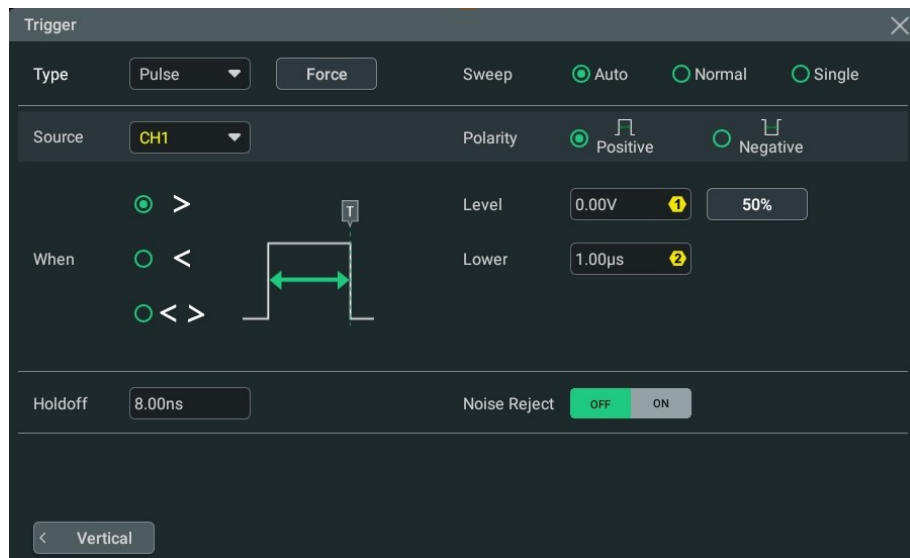 Trigger
Type Pulse Force Sweep Auto Normal Single
Source CH1 Polarity Positive Negative
T
> Level 0.00V 1 50%
When < Lower 1.00µs 2
< >
Holdoff 8.00ns Noise Reject OFF ON
< Vertical